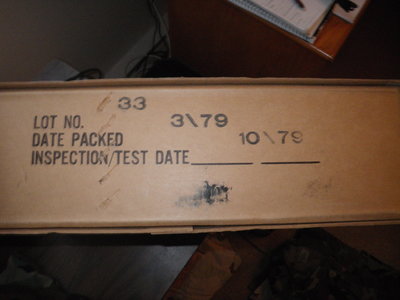 33
LOT NO. 3\79
DATE PACKED 10\79
INSPECTION/TEST DATE